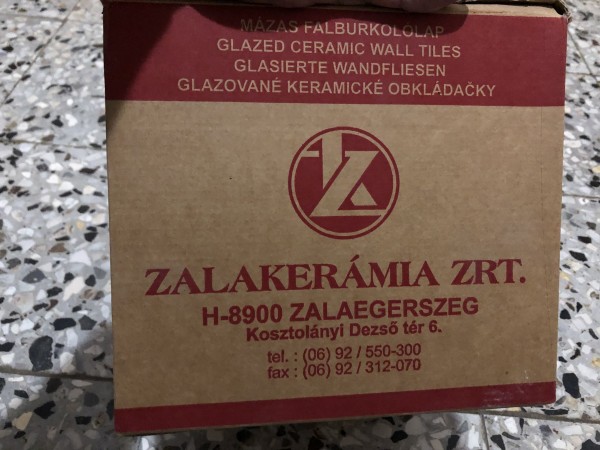 MÁZAS FALBURKOLÓLAP
GLAZED CERAMIC WALL TILES
GLASIERTE WANDFLIESEN
GLAZOVANÉ KERAMICKÉ OBKLÁDAČKY
ZALAKERÁMIA ZRT.
H-8900 ZALAEGERSZEG
Kosztolányi Dezső tér 6.
tel. : (06) 92 / 550-300
fax : (06) 92 / 312-070